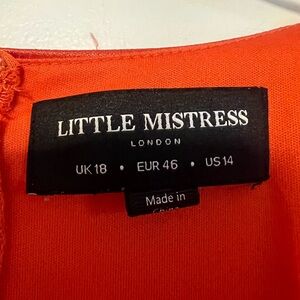 LITTLE MISTRESS
LONDON
UK 18 • EUR 46 • US 14
Made in